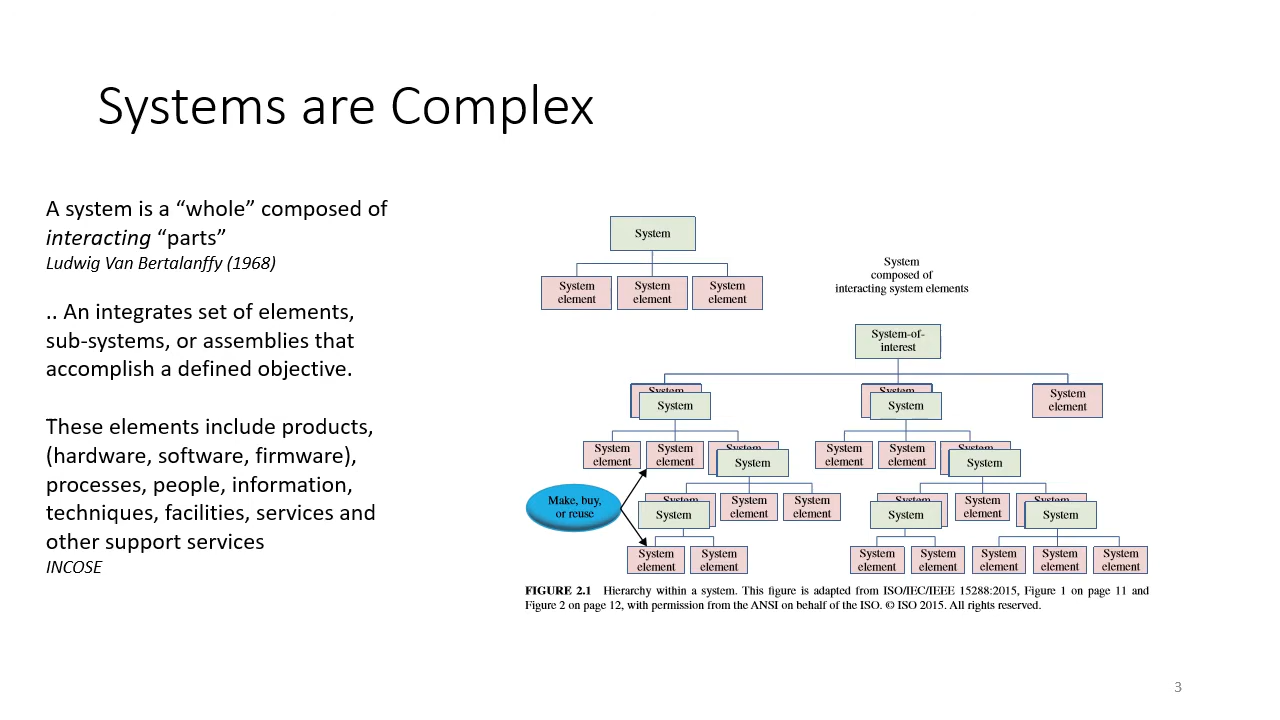 Systems are Complex
A system is a “whole” composed of
interacting “parts”
Ludwig Van Bertalanffy (1968)
.. An integrates set of elements,
sub-systems, or assemblies that
accomplish a defined objective.
These elements include products,
(hardware, software, firmware),
processes, people, information,
techniques, facilities, services and
other support services
INCOSE
System
System
element
System
element
System
element
System
composed of
interacting system elements
System-of-
interest
System
System
System
System
System
element
System
element
System
element
System
System
element
System
element
System
Make, buy,
or reuse
System
System
System
System
element
System
element
System
System
System
element
System
System
System
element
System
element
System
element
System
element
System
element
System
element
System
element
FIGURE 2.1 Hierarchy within a system. This figure is adapted from ISO/IEC/IEEE 15288:2015, Figure 1 on page 11 and
Figure 2 on page 12, with permission from the ANSI on behalf of the ISO. © ISO 2015. All rights reserved.
3